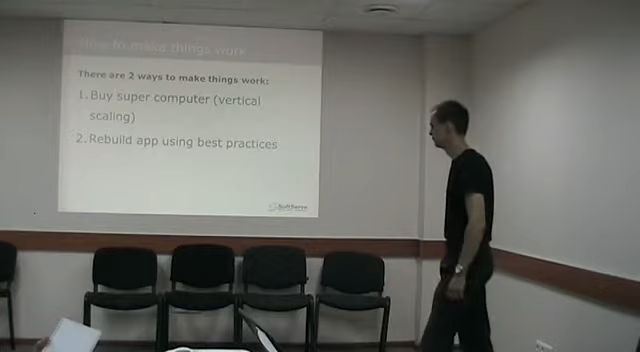 How to make things work
There are 2 ways to make things work:
1. Buy super computer (vertical
scaling)
2. Rebuild app using best practices
SoftServe